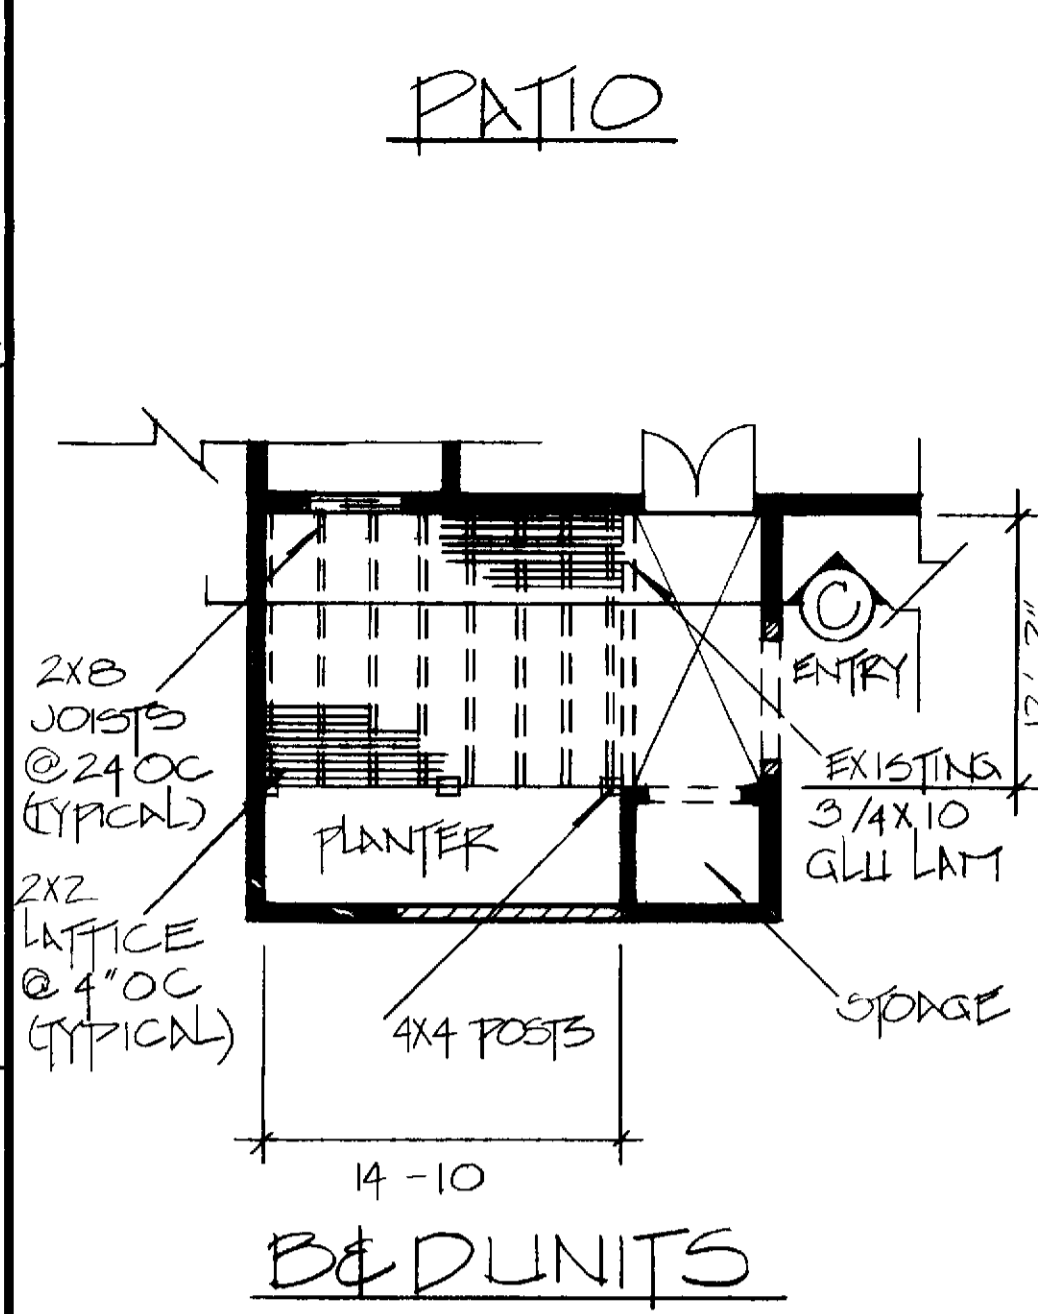 PATIO
C
ENTRY
2X8
JOISTS
@ 24 OC
(TYPICAL)
EXISTING
3/4X10
GLU LAM
PLANTER
2X2
LATTICE
@ 4" OC
(TYPICAL)
4X4 POSTS
STOAGE
14-10
B & D UNITS